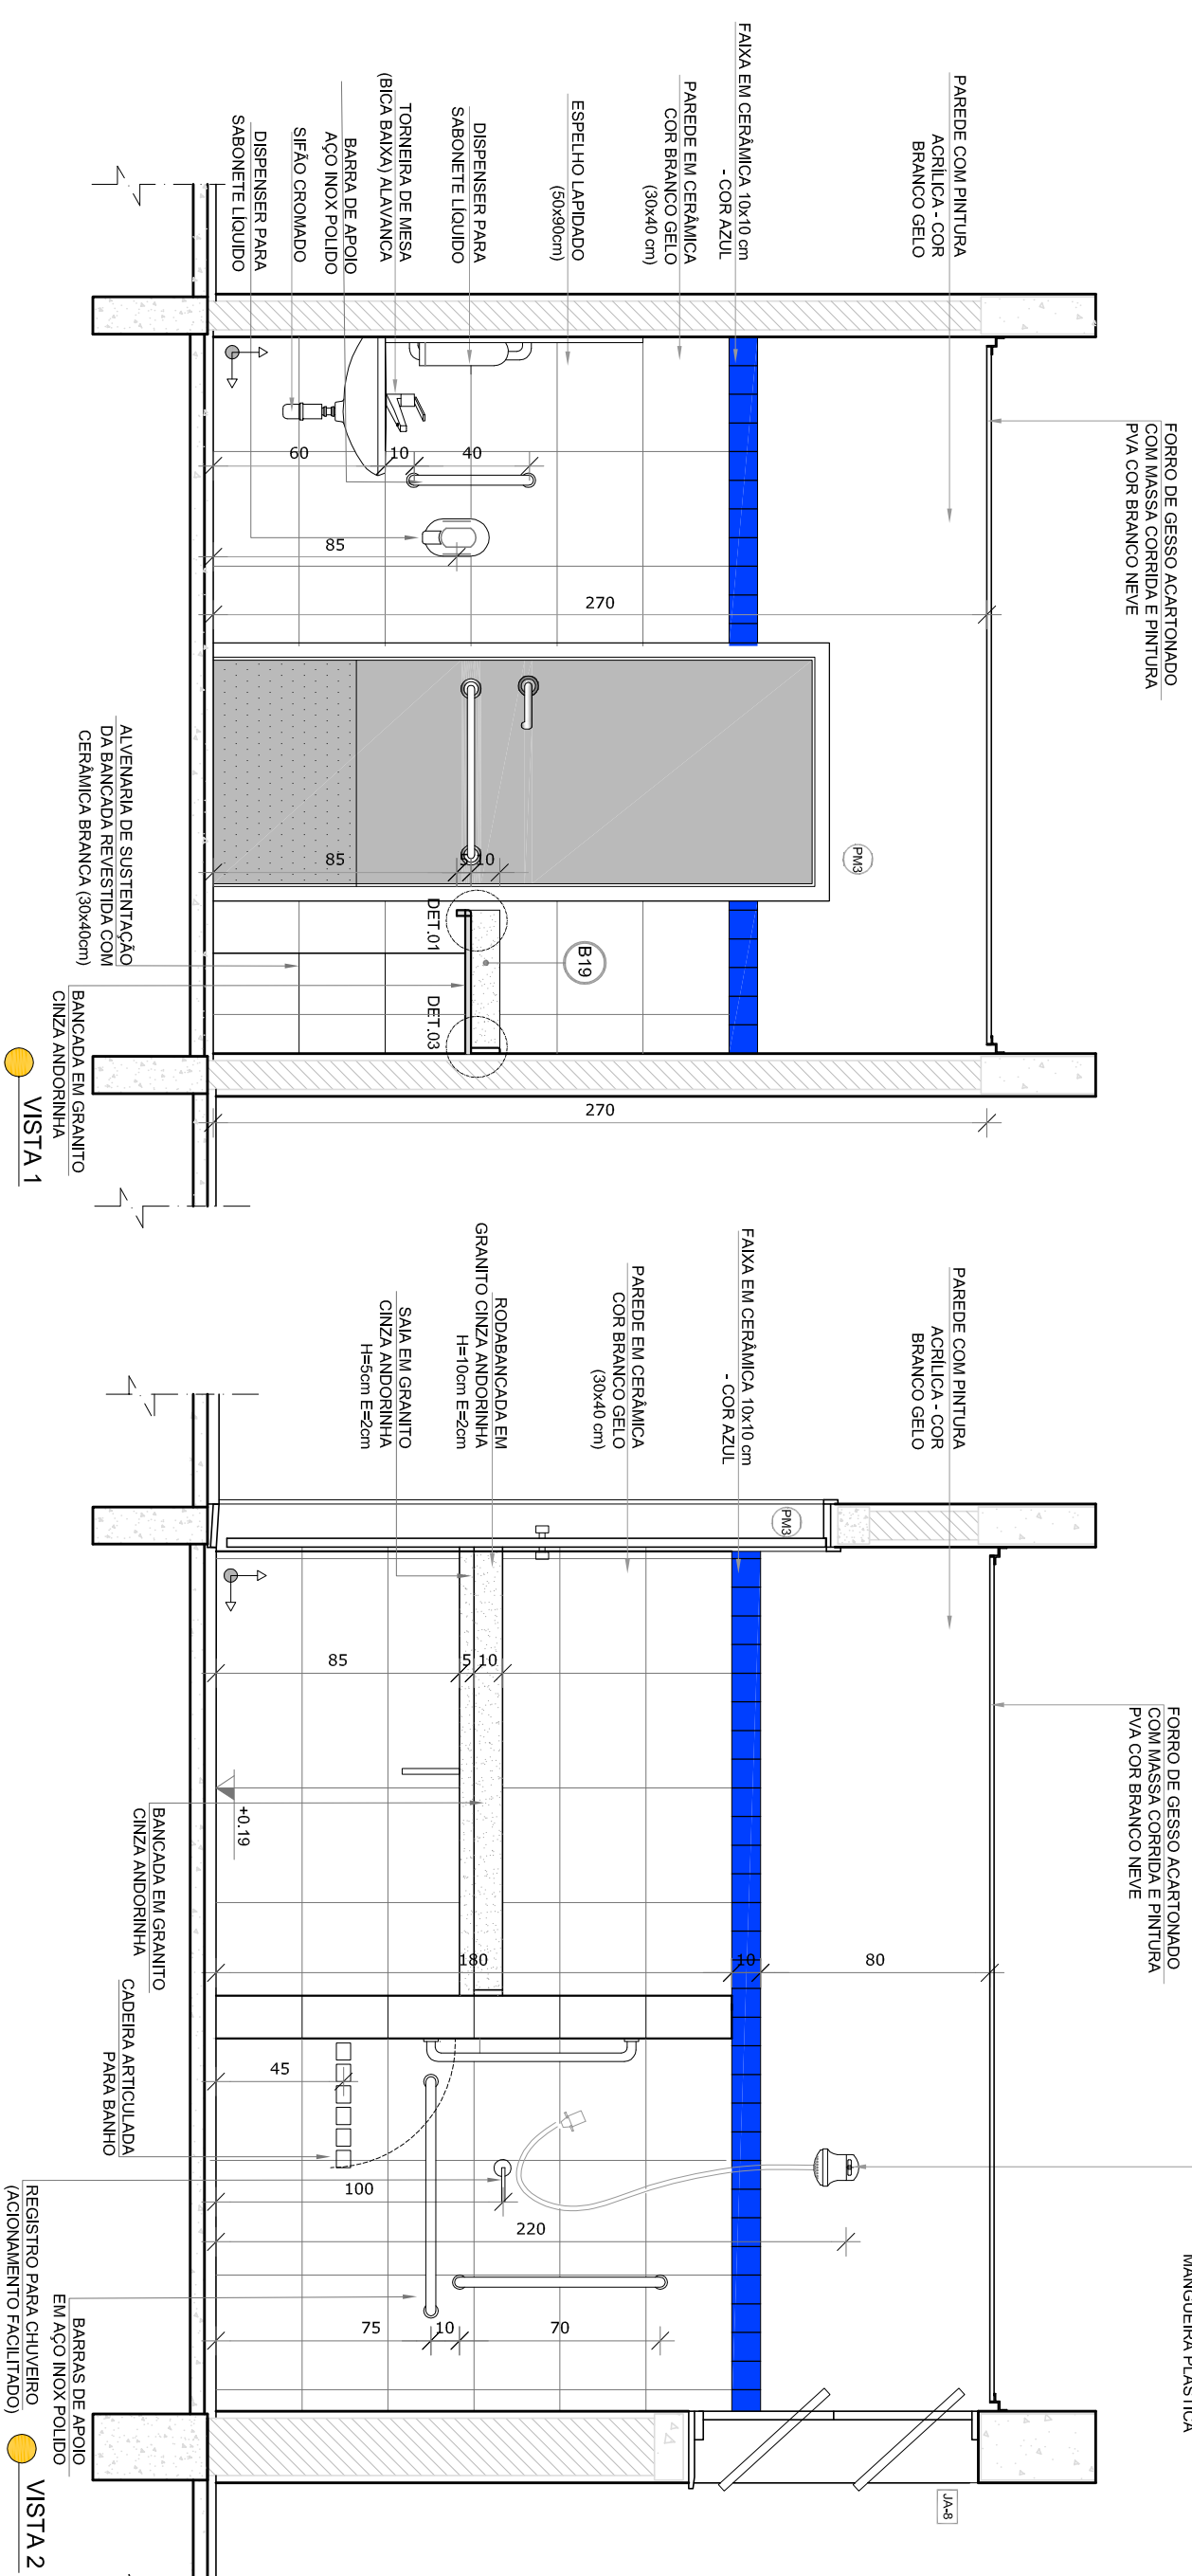 PAREDE COM PINTURA
ACRÍLICA - COR
BRANCO GELO
FAIXA EM CERÂMICA 10x10 cm
- COR AZUL
PAREDE EM CERÂMICA
COR BRANCO GELO
(30x40 cm)
ESPELHO LAPIDADO
(50x90cm)
DISPENSER PARA
SABONETE LÍQUIDO
TORNEIRA DE MESA
(BICA BAIXA) ALAVANCA
BARRA DE APOIO
AÇO INOX POLIDO
SIFÃO CROMADO
DISPENSER PARA
SABONETE LÍQUIDO
FORRO DE GESSO ACARTONADO
COM MASSA CORRIDA E PINTURA
PVA COR BRANCO NEVE
60
10
40
85
270
PM3
85
5
10
DET.01
B19
DET.03
270
ALVENARIA DE SUSTENTAÇÃO
DA BANCADA REVESTIDA COM
CERÂMICA BRANCA (30x40cm)
BANCADA EM GRANITO
CINZA ANDORINHA
VISTA 1
PAREDE COM PINTURA
ACRÍLICA - COR
BRANCO GELO
FAIXA EM CERÂMICA 10x10 cm
- COR AZUL
PAREDE EM CERÂMICA
COR BRANCO GELO
(30x40 cm)
RODABANCADA EM
GRANITO CINZA ANDORINHA
H=10cm E=2cm
SAIA EM GRANITO
CINZA ANDORINHA
H=5cm E=2cm
FORRO DE GESSO ACARTONADO
COM MASSA CORRIDA E PINTURA
PVA COR BRANCO NEVE
PM3
85
5
10
+0.19
180
10
80
45
100
220
75
10
70
MANGUEIRA PLÁSTICA
JA-8
BANCADA EM GRANITO
CINZA ANDORINHA
CADEIRA ARTICULADA
PARA BANHO
REGISTRO PARA CHUVEIRO
(ACIONAMENTO FACILITADO)
BARRAS DE APOIO
EM AÇO INOX POLIDO
VISTA 2